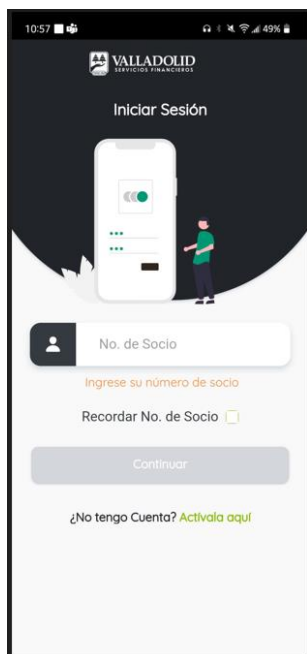 10:57 49%
VALLADOLID
SERVICIOS FINANCIEROS
Iniciar Sesión
No. de Socio
Ingrese su número de socio
Recordar No. de Socio
Continuar
¿No tengo Cuenta? Activala aquí